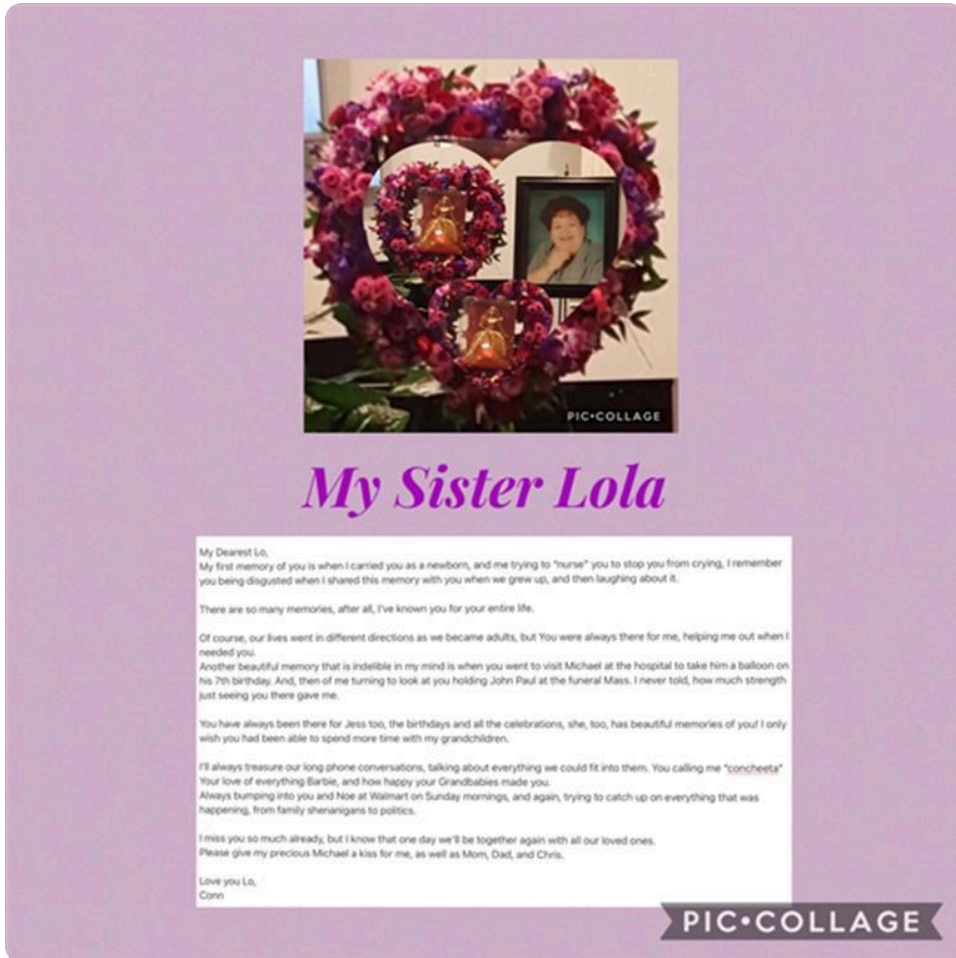 PIC•COLLAGE
My Sister Lola
My Dearest Lo,
My first memory of you is when I carried you as a newborn, and me trying to "nurse" you to stop you from crying, I remember
you being disgusted when I shared this memory with you when we grew up, and then laughing about it.
There are so many memories, after all, I've known you for your entire life.
Of course, our lives went in different directions as we became adults, but You were always there for me, helping me out when I
needed you.
Another beautiful memory that is indelible in my mind is when you went to visit Michael at the hospital to take him a balloon on
his 7th birthday. And, then of me turning to look at you holding John Paul at the funeral Mass. I never told, how much strength
just seeing you there gave me.
You have always been there for Jess too, the birthdays and all the celebrations, she, too, has beautiful memories of you! I only
wish you had been able to spend more time with my grandchildren.
I'll always treasure our long phone conversations, talking about everything we could fit into them. You calling me "concheeta"
Your love of everything Barbie, and how happy your Grandbabies made you.
Always bumping into you and Noe at Walmart on Sunday mornings, and again, trying to catch up on everything that was
happening, from family shenanigans to politics.
I miss you so much already, but I know that one day we'll be together again with all our loved ones.
Please give my precious Michael a kiss for me, as well as Mom, Dad, and Chris.
Love you Lo,
Conn
PIC•COLLAGE